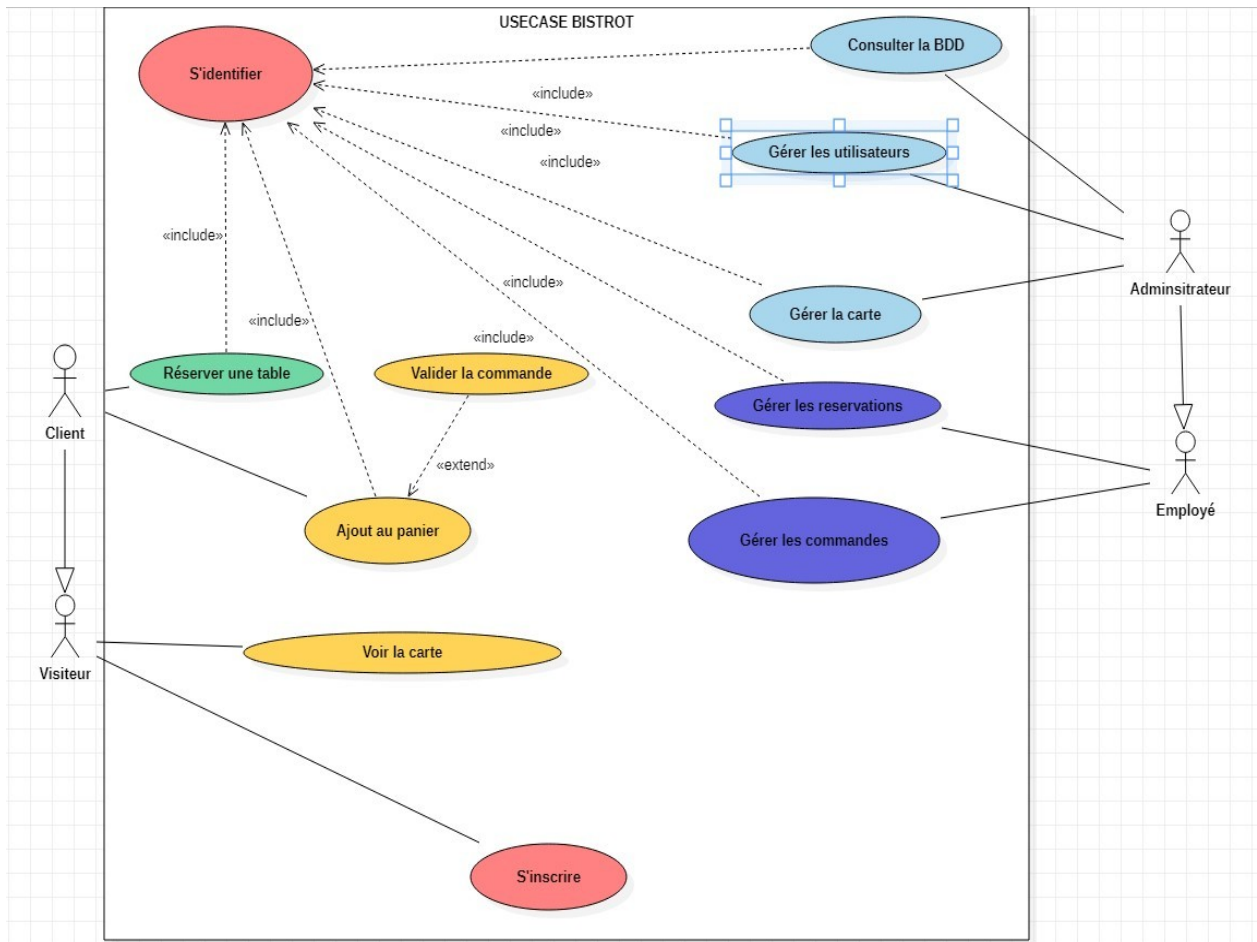 USECASE BISTROT
S'identifier
Consulter la BDD
«include»
«include»
Gérer les utilisateurs
«include»
«include»
«include»
Adminsitrateur
Gérer la carte
«include»
«include»
Réserver une table
Valider la commande
Gérer les reservations
Client
«extend»
Employé
Ajout au panier
Gérer les commandes
Voir la carte
Visiteur
S'inscrire